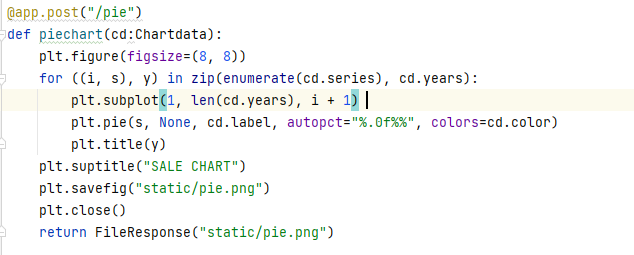 @app.post("/pie")
def piechart(cd:Chartdata):
    plt.figure(figsize=(8, 8))
    for ((i, s), y) in zip(enumerate(cd.series), cd.years):
        plt.subplot(1, len(cd.years), i + 1)
        plt.pie(s, None, cd.label, autopct="%.0f%%", colors=cd.color)
        plt.title(y)
    plt.suptitle("SALE CHART")
    plt.savefig("static/pie.png")
    plt.close()
    return FileResponse("static/pie.png")